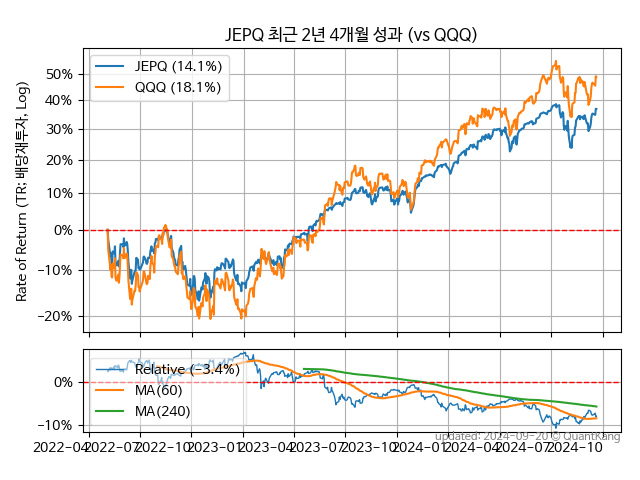 JEPQ 최근 2년 4개월 성과 (vs QQQ)
JEPQ (14.1%)
QQQ (18.1%)
Rate of Return (TR: 배당재투자, Log)
50%
40%
30%
20%
10%
0%
−10%
−20%
Relative (−3.4%)
MA(60)
MA(240)
0%
−10%
updated: 2024-09-20 © QuantKang
2022-04 2022-07 2022-10 2023-01 2023-04 2023-07 2023-10 2024-01 2024-04 2024-07 2024-10